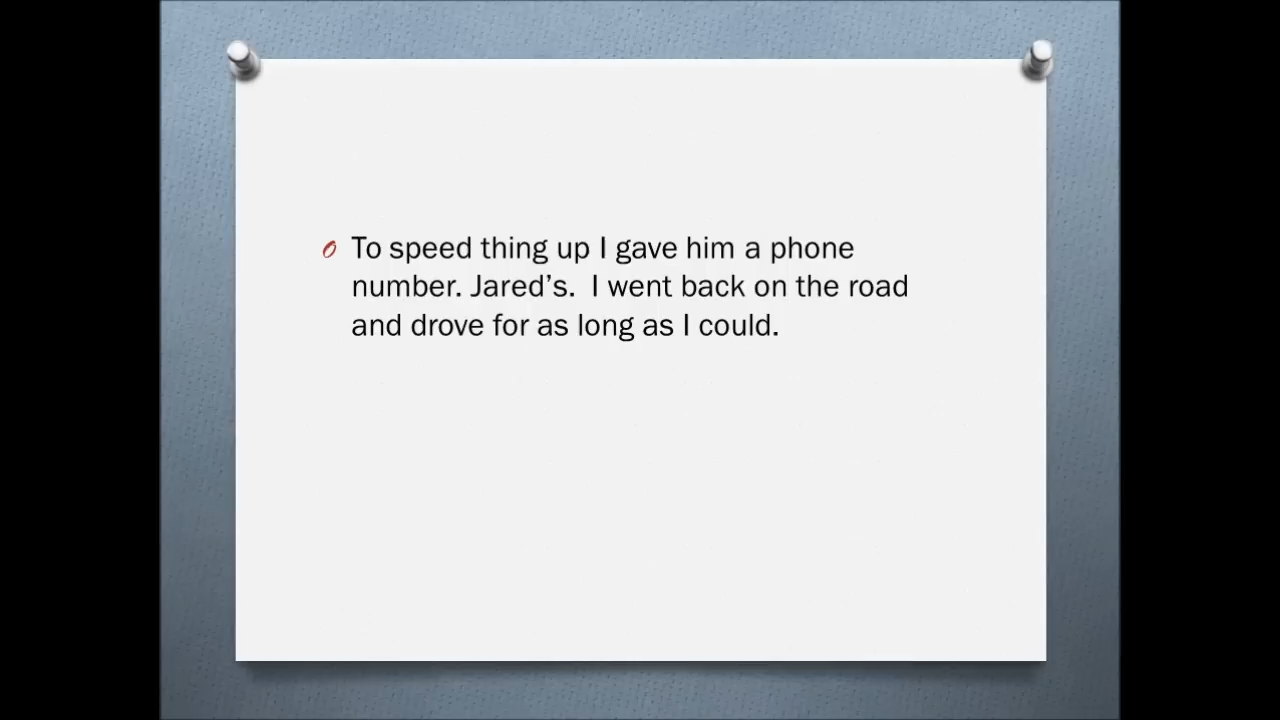 To speed thing up I gave him a phone
number. Jared’s.  I went back on the road
and drove for as long as I could.